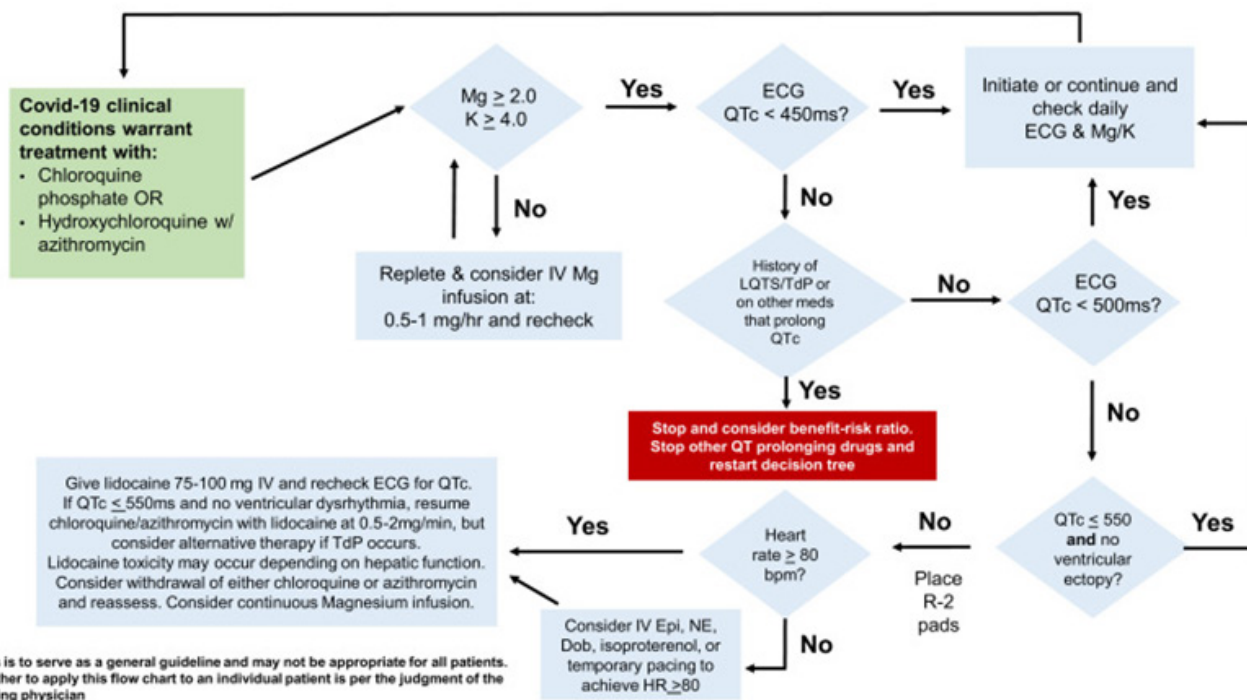 Covid-19 clinical
conditions warrant
treatment with:
• Chloroquine
phosphate OR
• Hydroxychloroquine w/
azithromycin
Mg ≥ 2.0
K ≥ 4.0
Yes
ECG
QTc < 450ms?
Yes
Initiate or continue and
check daily
ECG & Mg/K
No
Replete & consider IV Mg
infusion at:
0.5-1 mg/hr and recheck
No
History of
LQTS/TdP or
on other meds
that prolong
QTc
No
ECG
QTc < 500ms?
Yes
Yes
Stop and consider benefit-risk ratio.
Stop other QT prolonging drugs and
restart decision tree
No
QTc ≤ 550
and no
ventricular
ectopy?
Yes
No
Place
R-2
pads
Heart
rate ≥ 80
bpm?
Yes
Give lidocaine 75-100 mg IV and recheck ECG for QTc.
If QTc ≤ 550ms and no ventricular dysrhythmia, resume
chloroquine/azithromycin with lidocaine at 0.5-2mg/min, but
consider alternative therapy if TdP occurs.
Lidocaine toxicity may occur depending on hepatic function.
Consider withdrawal of either chloroquine or azithromycin
and reassess. Consider continuous Magnesium infusion.
No
Consider IV Epi, NE,
Dob, isoproterenol, or
temporary pacing to
achieve HR ≥80
is to serve as a general guideline and may not be appropriate for all patients.
to apply this flow chart to an individual patient is per the judgment of the
physician